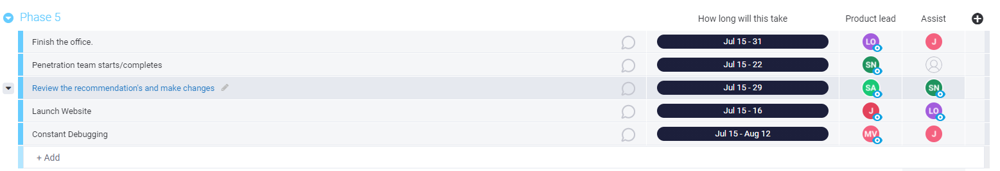 Phase 5 How long will this take Product lead Assist
Finish the office. Jul 15 - 31 LO J
Penetration team starts/completes Jul 15 - 22 SN
Review the recommendation's and make changes Jul 15 - 29 SA SN
Launch Website Jul 15 - 16 J LO
Constant Debugging Jul 15 - Aug 12 MV J
+ Add